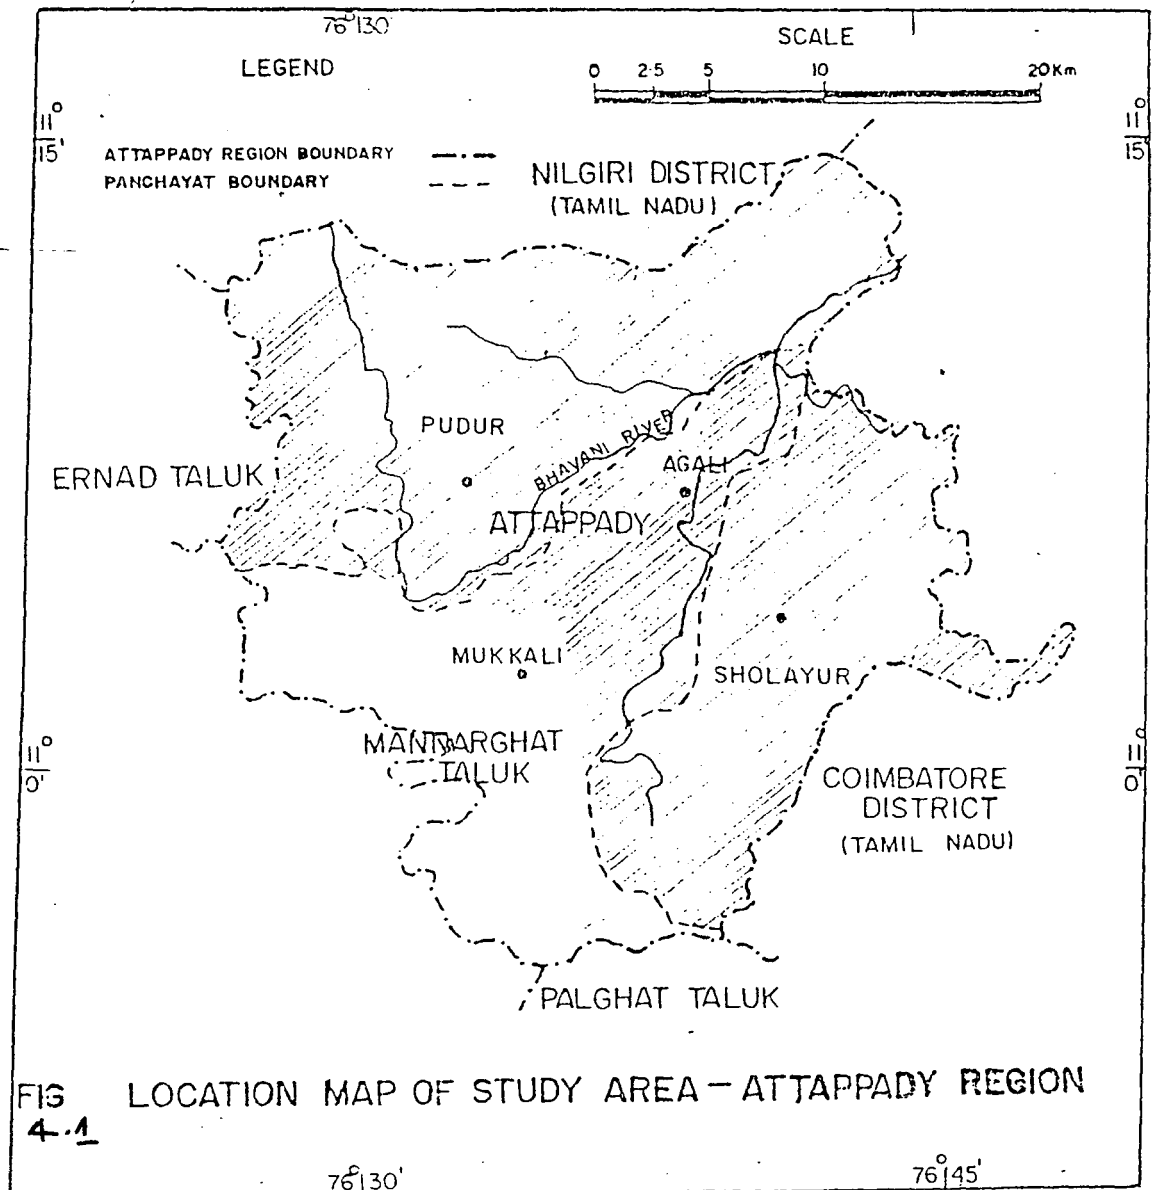 76°30'
SCALE
LEGEND
0 2.5 5 10 20 Km
11°
15'
11°
15'
ATTAPPADY REGION BOUNDARY
PANCHAYAT BOUNDARY
NILGIRI DISTRICT
(TAMIL NADU)
PUDUR
BHAVANI RIVER
AGALI
ERNAD TALUK
ATTAPPADY
MUKKALI
SHOLAYUR
MANNARGHAT
TALUK
11°
0'
11°
0'
COIMBATORE
DISTRICT
(TAMIL NADU)
PALGHAT TALUK
FIG LOCATION MAP OF STUDY AREA – ATTAPPADY REGION
4.1
76°30' 76°45'